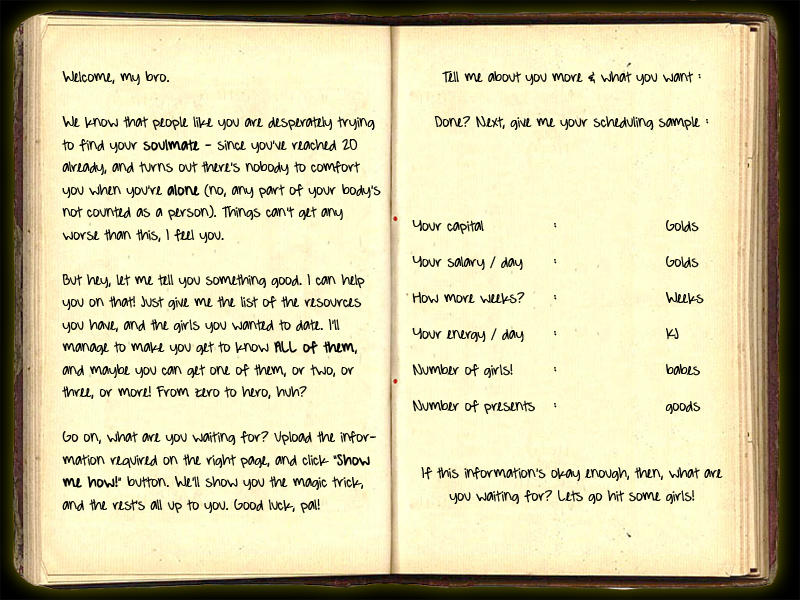 Welcome, my bro.
We know that people like you are desperately trying
to find your soulmate - since you've reached 20
already, and turns out there's nobody to comfort
you when you're alone (no, any part of your body's
not counted as a person). Things can't get any
worse than this, I feel you.
But hey, let me tell you something good. I can help
you on that! Just give me the list of the resources
you have, and the girls you wanted to date. I'll
manage to make you get to know ALL of them,
and maybe you can get one of them, or two, or
three, or more! From zero to hero, huh?
Go on, what are you waiting for? Upload the infor-
mation required on the right page, and click "Show
me how!" button. We'll show you the magic trick,
and the rest's all up to you. Good luck, pal!
Tell me about you more & what you want :
Done? Next, give me your scheduling sample :
Your capital : Golds
Your salary / day : Golds
How more weeks? : Weeks
Your energy / day : KJ
Number of girls! : babes
Number of presents : goods
If this information's okay enough, then, what are
you waiting for? Lets go hit some girls!